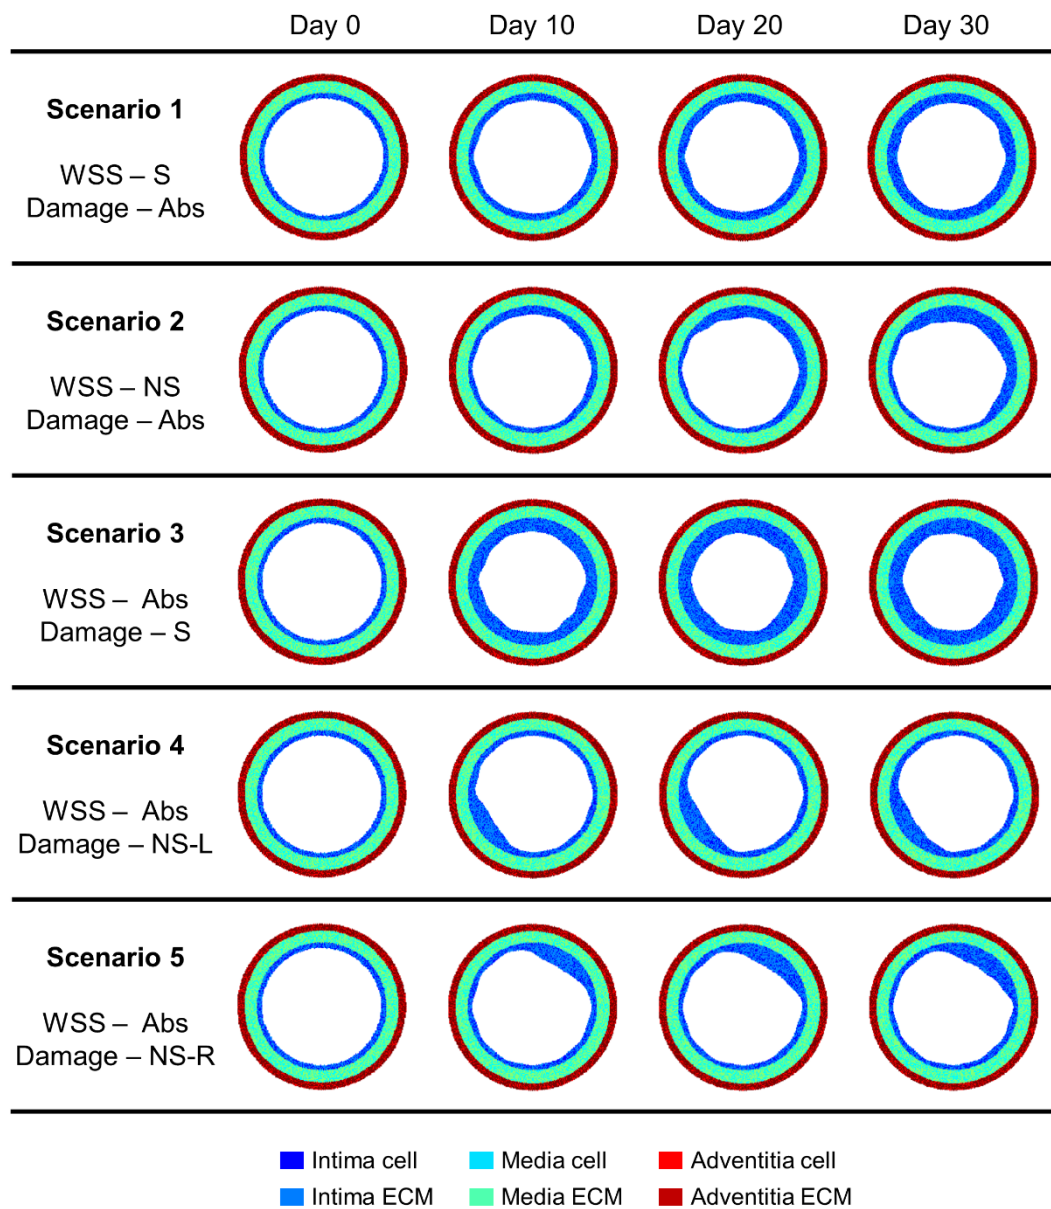 Day 0 Day 10 Day 20 Day 30
Scenario 1
WSS – S
Damage – Abs
Scenario 2
WSS – NS
Damage – Abs
Scenario 3
WSS – Abs
Damage – S
Scenario 4
WSS – Abs
Damage – NS-L
Scenario 5
WSS – Abs
Damage – NS-R
Intima cell Media cell Adventitia cell
Intima ECM Media ECM Adventitia ECM